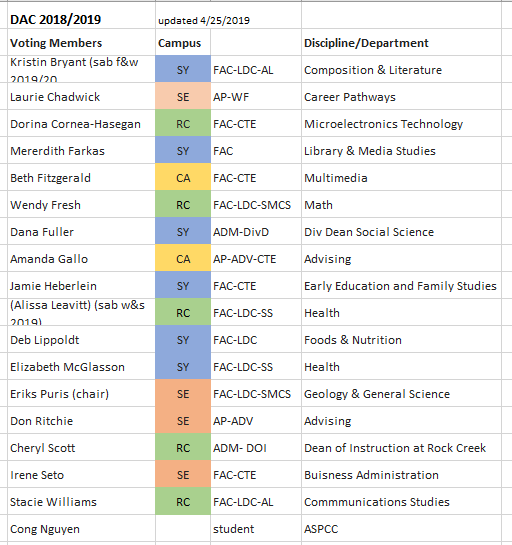 DAC 2018/2019 updated 4/25/2019
Voting Members Campus Discipline/Department
Kristin Bryant (sab f&w 2019/20 SY FAC-LDC-AL Composition & Literature
Laurie Chadwick SE AP-WF Career Pathways
Dorina Cornea-Hasegan RC FAC-CTE Microelectronics Technology
Mererdith Farkas SY FAC Library & Media Studies
Beth Fitzgerald CA FAC-CTE Multimedia
Wendy Fresh RC FAC-LDC-SMCS Math
Dana Fuller SY ADM-DivD Div Dean Social Science
Amanda Gallo CA AP-ADV-CTE Advising
Jamie Heberlein SY FAC-CTE Early Education and Family Studies
(Alissa Leavitt) (sab w&s 2019) RC FAC-LDC-SS Health
Deb Lippoldt SY FAC-LDC Foods & Nutrition
Elizabeth McGlasson SY FAC-LDC-SS Health
Eriks Puris (chair) SE FAC-LDC-SMCS Geology & General Science
Don Ritchie SE AP-ADV Advising
Cheryl Scott RC ADM- DOI Dean of Instruction at Rock Creek
Irene Seto SE FAC-CTE Buisness Administration
Stacie Williams RC FAC-LDC-AL Commmunications Studies
Cong Nguyen student ASPCC